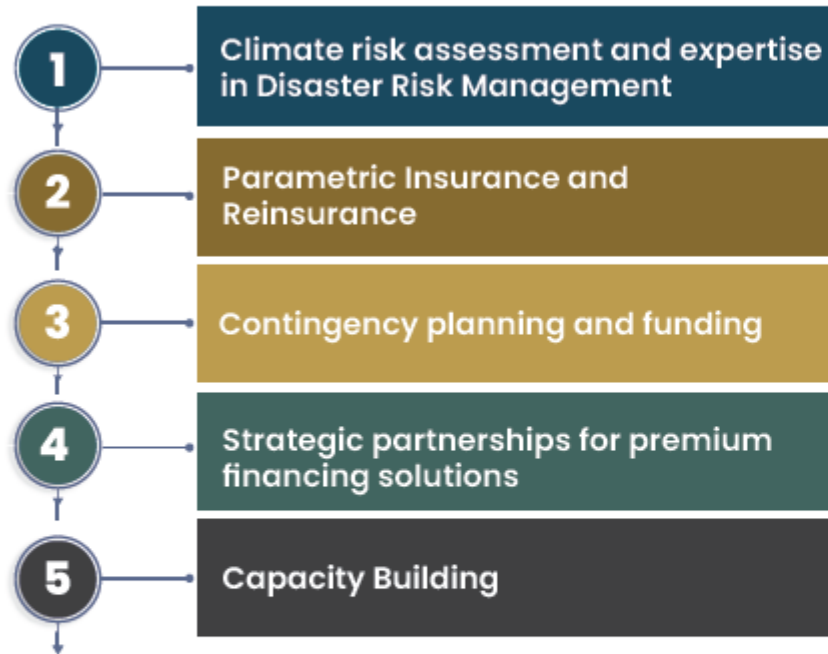 1
Climate risk assessment and expertise
in Disaster Risk Management
2
Parametric Insurance and
Reinsurance
3
Contingency planning and funding
4
Strategic partnerships for premium
financing solutions
5
Capacity Building